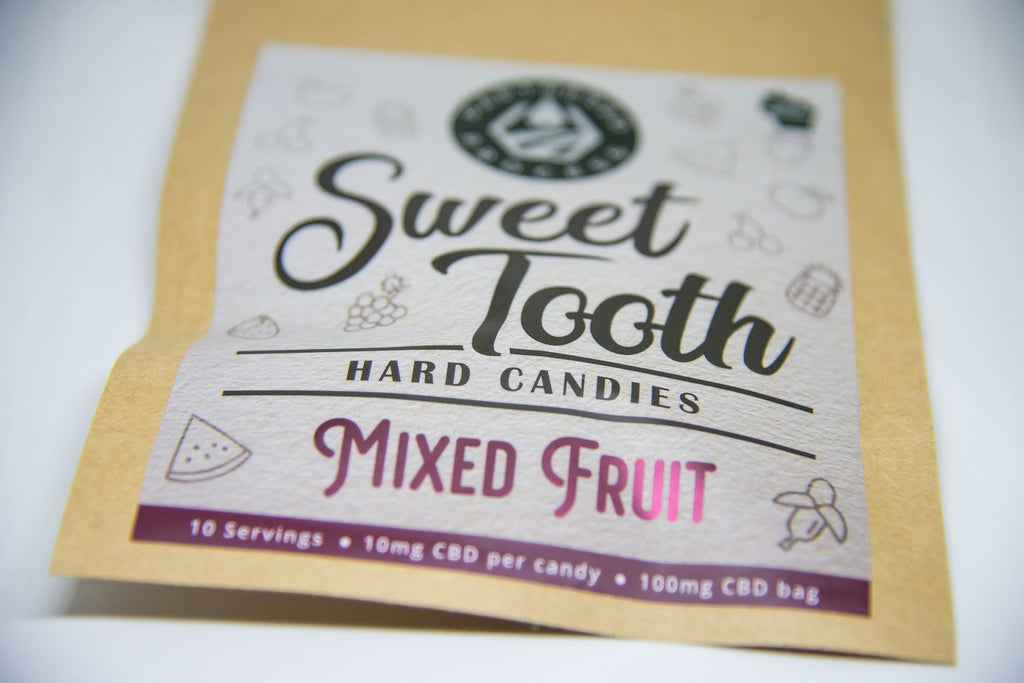 Sweet
Tooth
HARD CANDIES
MIXED FRUIT
10 Servings • 10mg CBD per candy • 100mg CBD bag